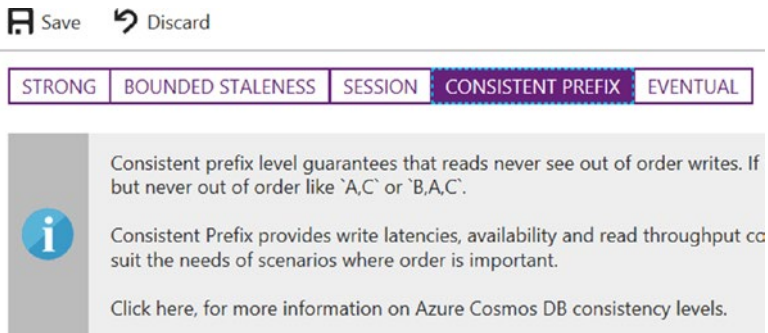 Save Discard
STRONG BOUNDED STALENESS SESSION CONSISTENT PREFIX EVENTUAL
Consistent prefix level guarantees that reads never see out of order writes. If
but never out of order like `A,C` or `B,A,C`.
Consistent Prefix provides write latencies, availability and read throughput
suit the needs of scenarios where order is important.
Click here, for more information on Azure Cosmos DB consistency levels.